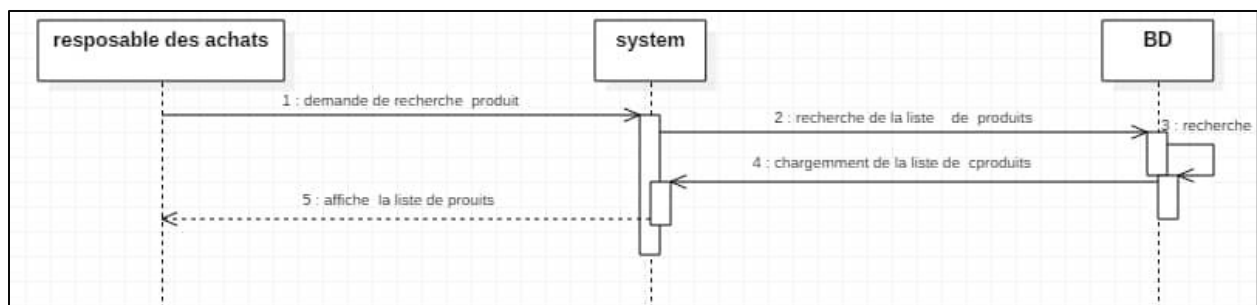 resposable des achats
system
BD
1 : demande de recherche produit
2 : recherche de la liste de produits
3 : recherche
4 : chargemment de la liste de cproduits
5 : affiche la liste de prouits